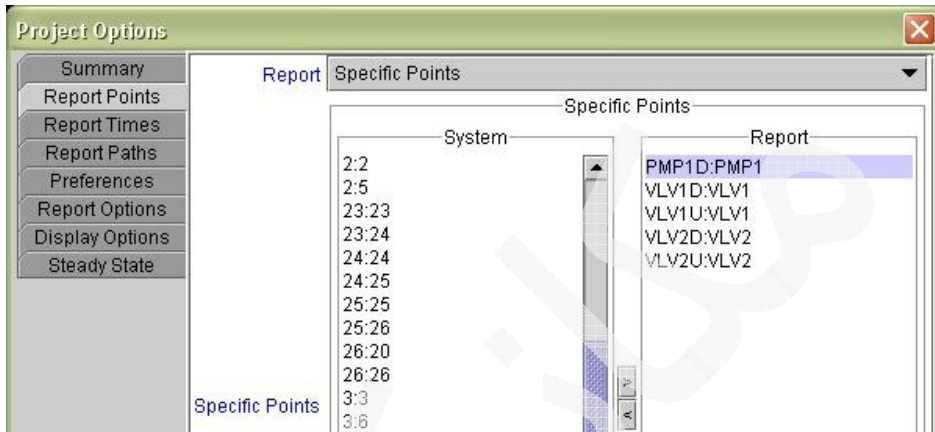 Project Options
Summary
Report Points
Report Times
Report Paths
Preferences
Report Options
Display Options
Steady State
Report Specific Points
Specific Points
System
2:2
2:5
23:23
23:24
24:24
24:25
25:25
25:26
26:20
26:26
3:3
3:6
Report
PMP1D:PMP1
VLV1D:VLV1
VLV1U:VLV1
VLV2D:VLV2
VLV2U:VLV2
Specific Points